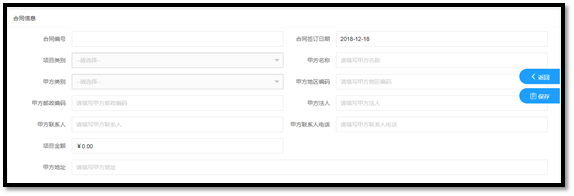 合同信息
合同编号 合同签订日期 2018-12-18
项目类别 --请选择-- 甲方名称 请填写甲方名称
甲方类别 --请选择-- 甲方地区编码 请填写甲方地区编码
返回
甲方邮政编码 请填写甲方邮政编码 甲方法人 请填写甲方法人
保存
甲方联系人 请填写甲方联系人 甲方联系人电话 请填写甲方联系人电话
项目金额 ￥0.00
甲方地址 请填写甲方地址